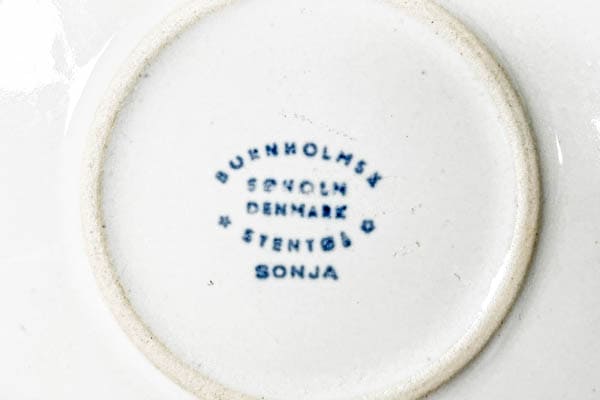 BORNHOLMSK
SØHOLM
DENMARK
* STENTØJ *
SONJA